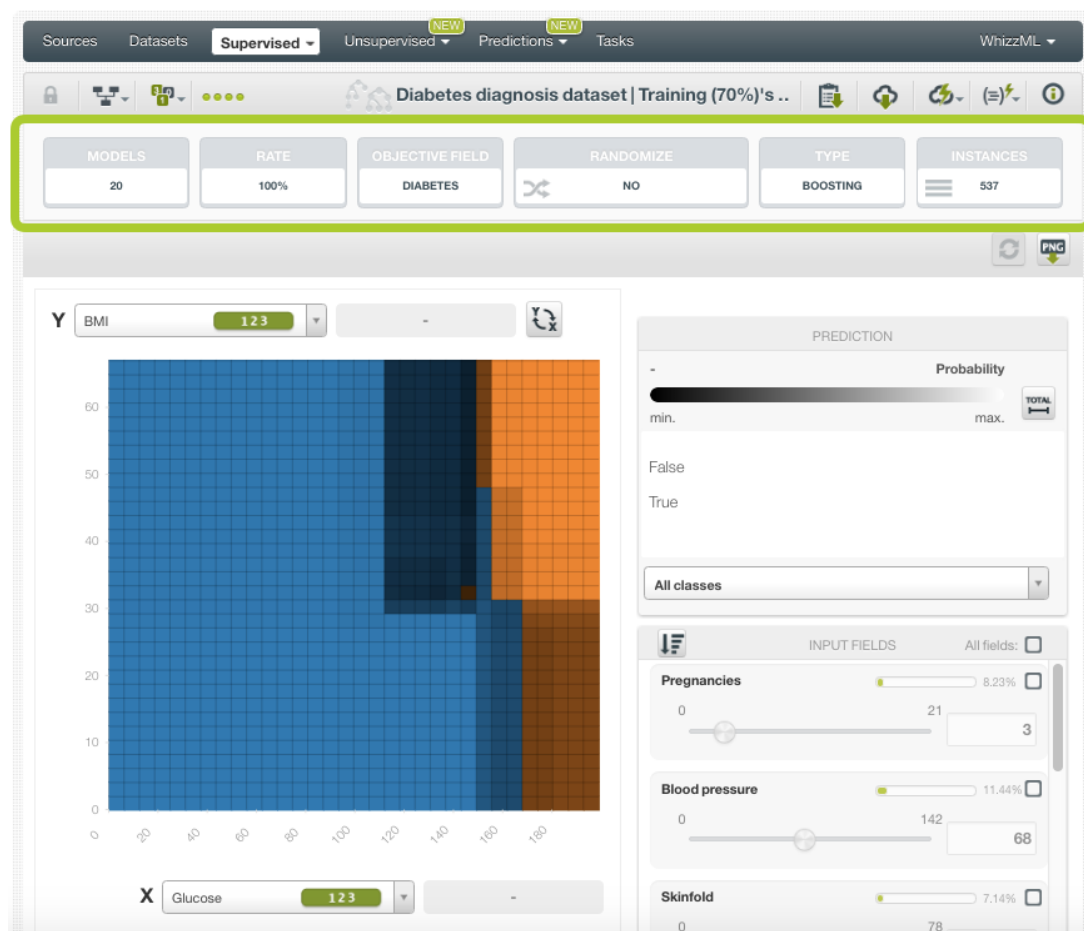 NEW NEW
Sources Datasets Supervised Unsupervised Predictions Tasks WhizzML
Diabetes diagnosis dataset | Training (70%)'s ..
MODELS RATE OBJECTIVE FIELD RANDOMIZE TYPE INSTANCES
20 100% DIABETES NO BOOSTING 537
PNG
Y BMI 123 - Y X
PREDICTION
- Probability
TOTAL
min. max.
False
True
All classes
INPUT FIELDS All fields:
Pregnancies 8.23%
0 21
3
Blood pressure 11.44%
0 142
68
Skinfold 7.14%
0 78
60
50
40
30
20
10
0
0 20 40 60 80 100 120 140 160 180
X Glucose 123 -